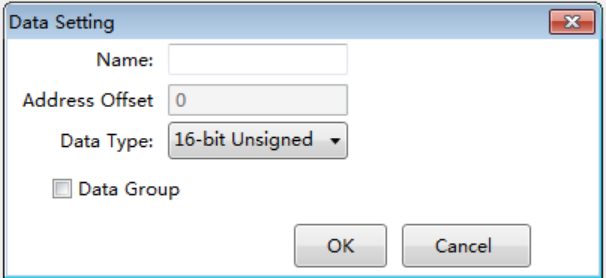 Data Setting
Name:
Address Offset 0
Data Type: 16-bit Unsigned
Data Group
OK Cancel